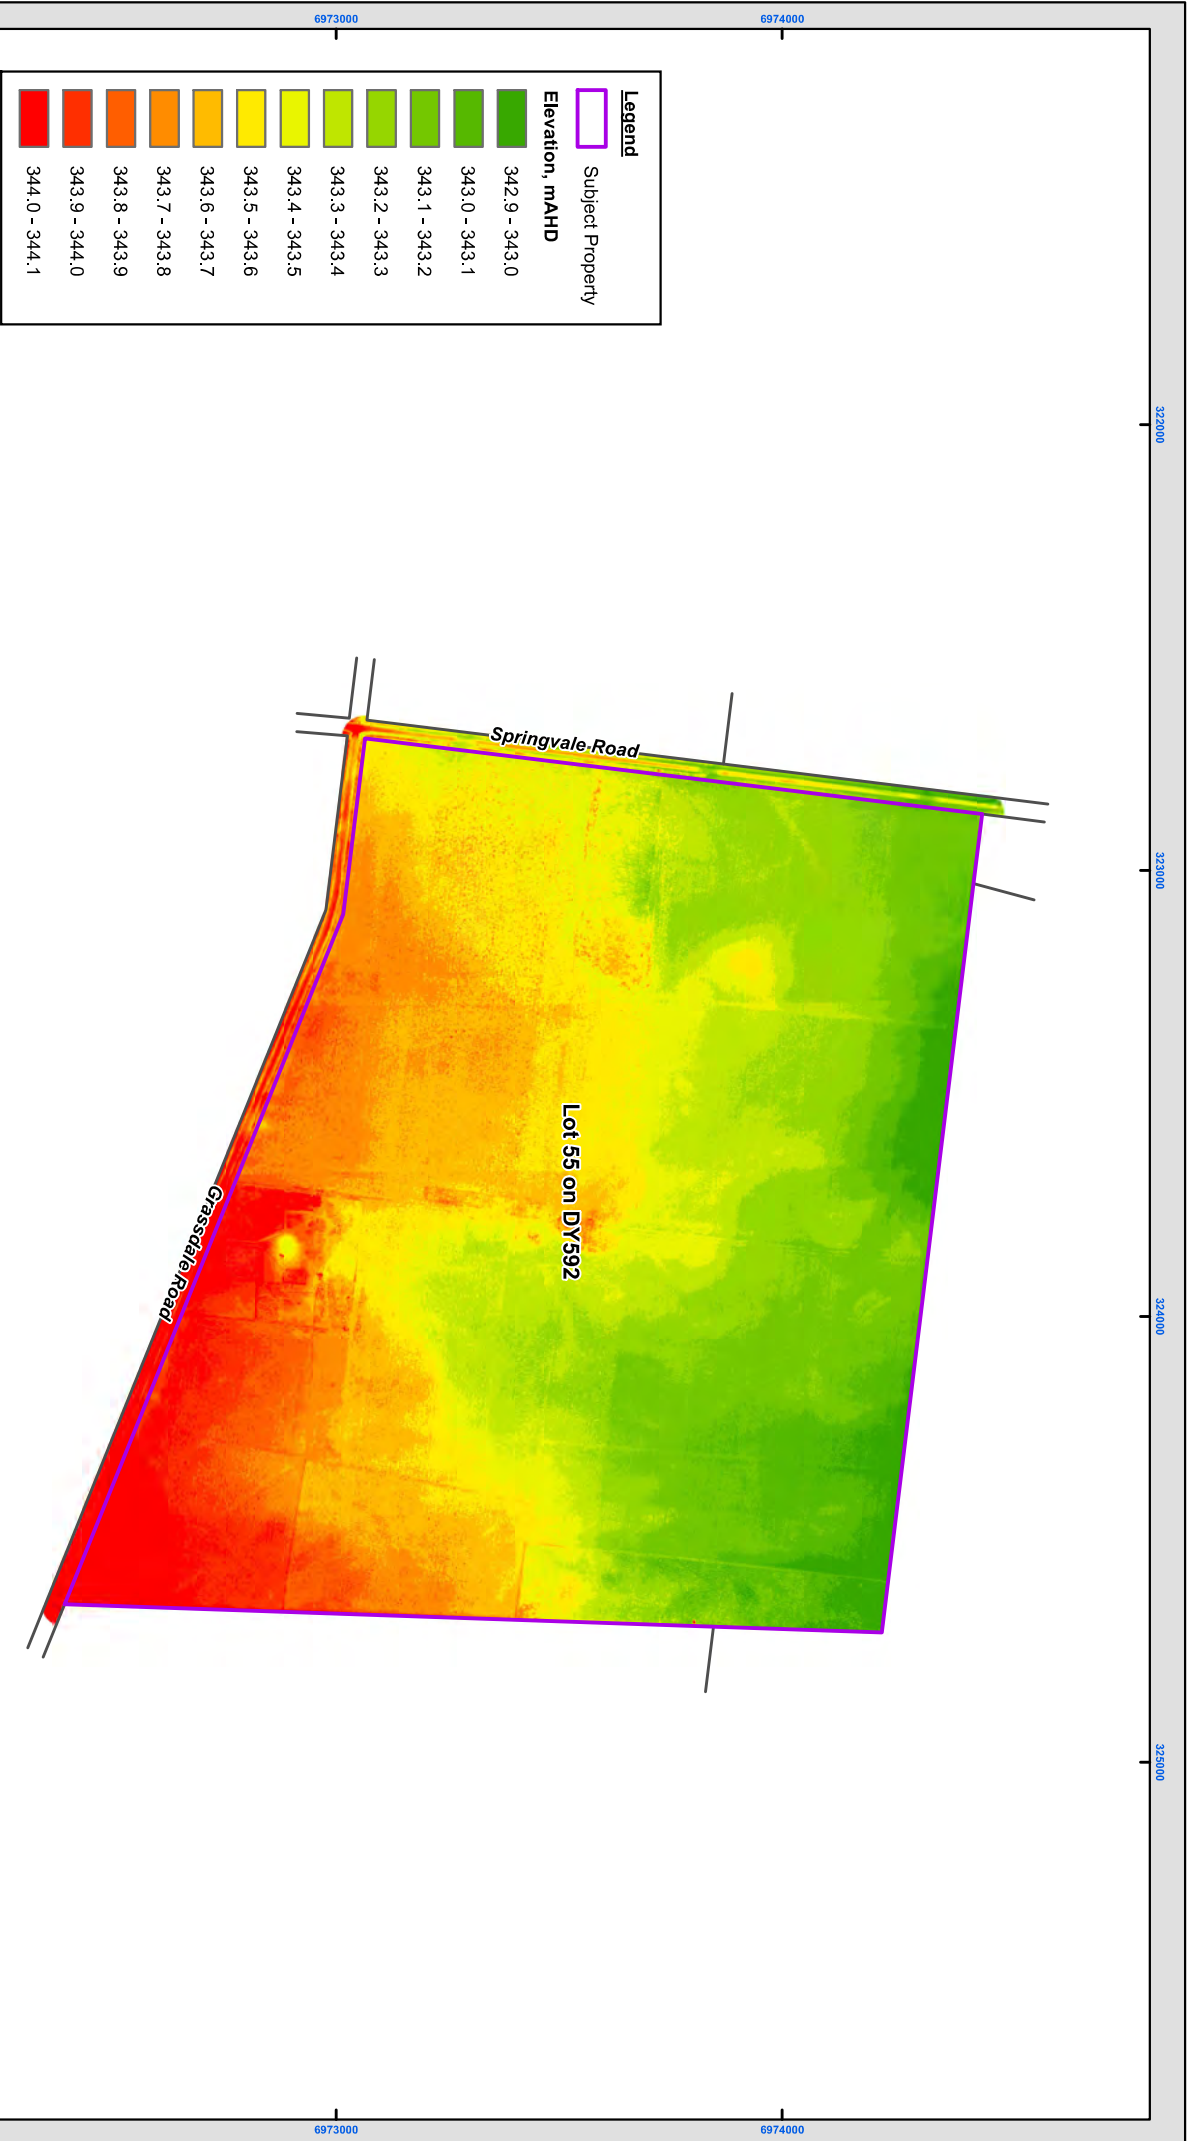 6973000
6974000
Legend
Subject Property
Elevation, mAHD
342.9 - 343.0
343.0 - 343.1
343.1 - 343.2
343.2 - 343.3
343.3 - 343.4
343.4 - 343.5
343.5 - 343.6
343.6 - 343.7
343.7 - 343.8
343.8 - 343.9
343.9 - 344.0
344.0 - 344.1
322000
323000
324000
325000
Springvale Road
Lot 55 on DY592
Grassdale Road
6973000
6974000